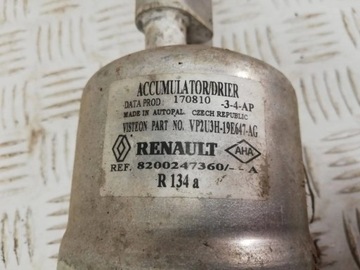 ACCUMULATOR/DRIER
DATA PROD: 170810 -3-4-AP
MADE IN AUTOPAL, CZECH REPUBLIC
VISTEON PART NO. VP2U3H-19E647-AG
RENAULT AHA
REF. 8200247360/-- A
R 134 a